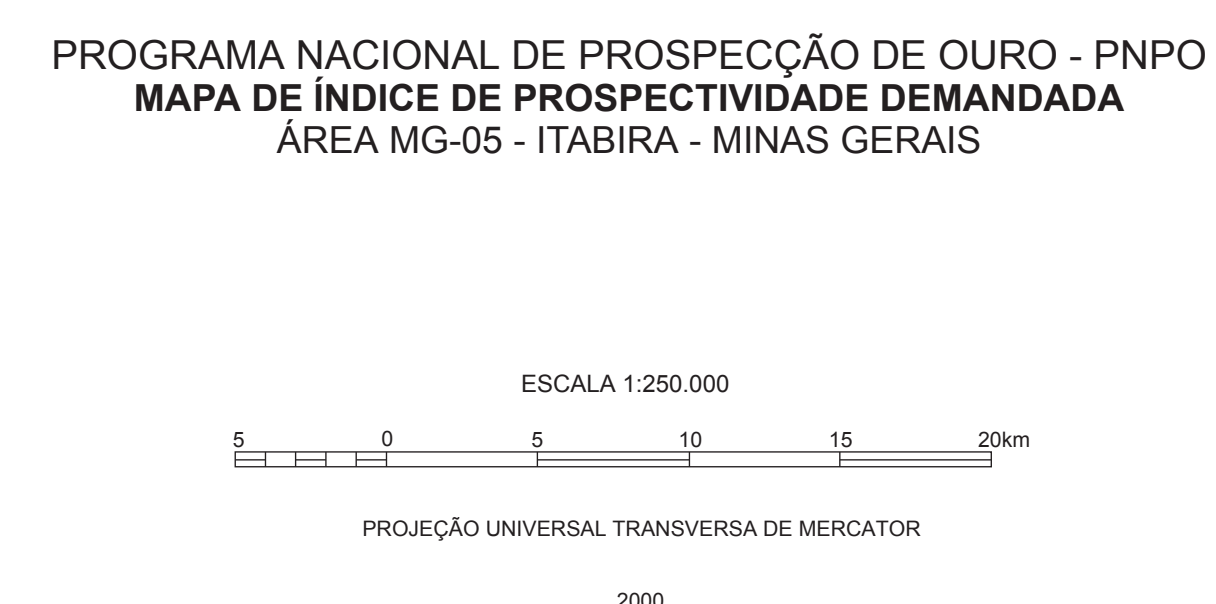 PROGRAMA NACIONAL DE PROSPECÇÃO DE OURO - PNPO
MAPA DE ÍNDICE DE PROSPECTIVIDADE DEMANDADA
ÁREA MG-05 - ITABIRA - MINAS GERAIS
ESCALA 1:250.000
5 0 5 10 15 20km
PROJEÇÃO UNIVERSAL TRANSVERSA DE MERCATOR
2000